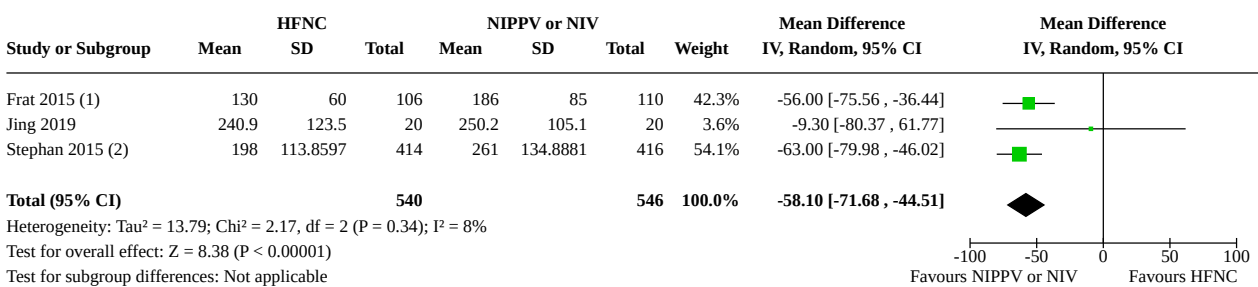 HFNC NIPPV or NIV Mean Difference Mean Difference
Study or Subgroup Mean SD Total Mean SD Total Weight IV, Random, 95% CI IV, Random, 95% CI
Frat 2015 (1) 130 60 106 186 85 110 42.3% -56.00 [-75.56 , -36.44]
Jing 2019 240.9 123.5 20 250.2 105.1 20 3.6% -9.30 [-80.37 , 61.77]
Stephan 2015 (2) 198 113.8597 414 261 134.8881 416 54.1% -63.00 [-79.98 , -46.02]
Total (95% CI) 540 546 100.0% -58.10 [-71.68 , -44.51]
Heterogeneity: Tau² = 13.79; Chi² = 2.17, df = 2 (P = 0.34); I² = 8%
Test for overall effect: Z = 8.38 (P < 0.00001)
Test for subgroup differences: Not applicable
-100 -50 0 50 100
Favours NIPPV or NIV Favours HFNC